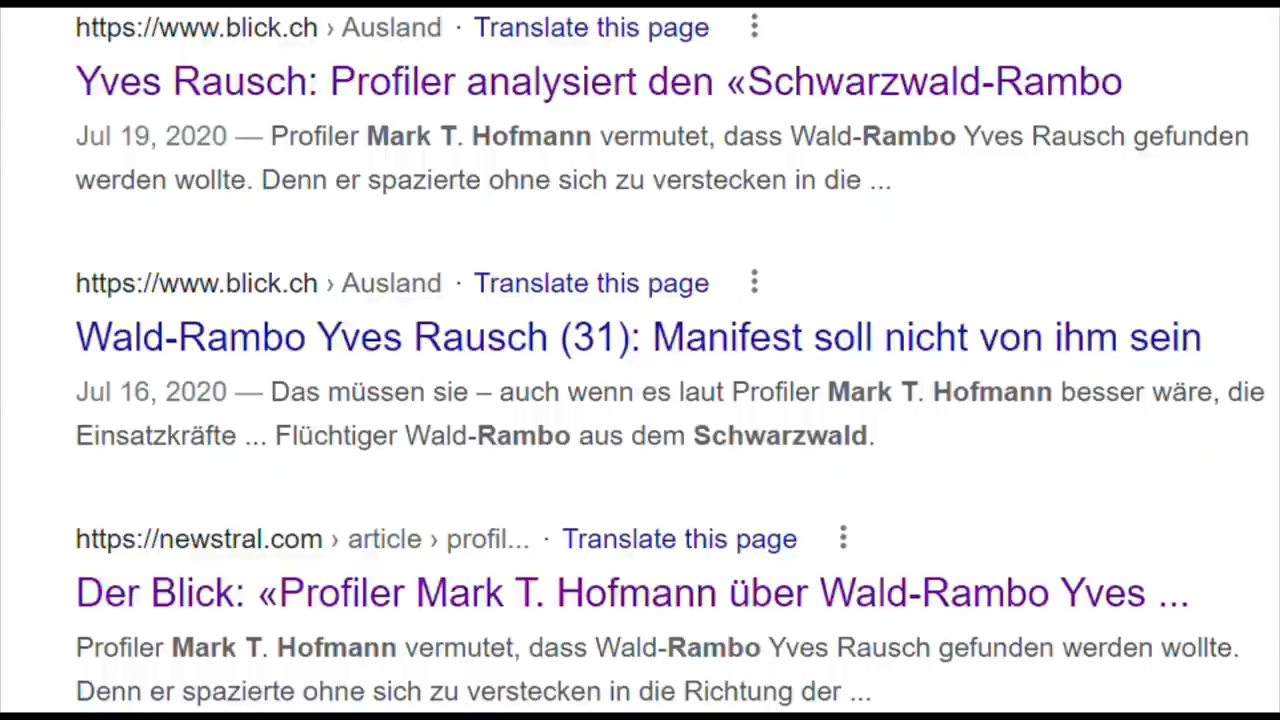 https://www.blick.ch › Ausland · Translate this page
Yves Rausch: Profiler analysiert den «Schwarzwald-Rambo
Jul 19, 2020 — Profiler Mark T. Hofmann vermutet, dass Wald-Rambo Yves Rausch gefunden
werden wollte. Denn er spazierte ohne sich zu verstecken in die ...
https://www.blick.ch › Ausland · Translate this page
Wald-Rambo Yves Rausch (31): Manifest soll nicht von ihm sein
Jul 16, 2020 — Das müssen sie – auch wenn es laut Profiler Mark T. Hofmann besser wäre, die
Einsatzkräfte ... Flüchtiger Wald-Rambo aus dem Schwarzwald.
https://newstral.com › article › profil... · Translate this page
Der Blick: «Profiler Mark T. Hofmann über Wald-Rambo Yves ...
Profiler Mark T. Hofmann vermutet, dass Wald-Rambo Yves Rausch gefunden werden wollte.
Denn er spazierte ohne sich zu verstecken in die Richtung der ...